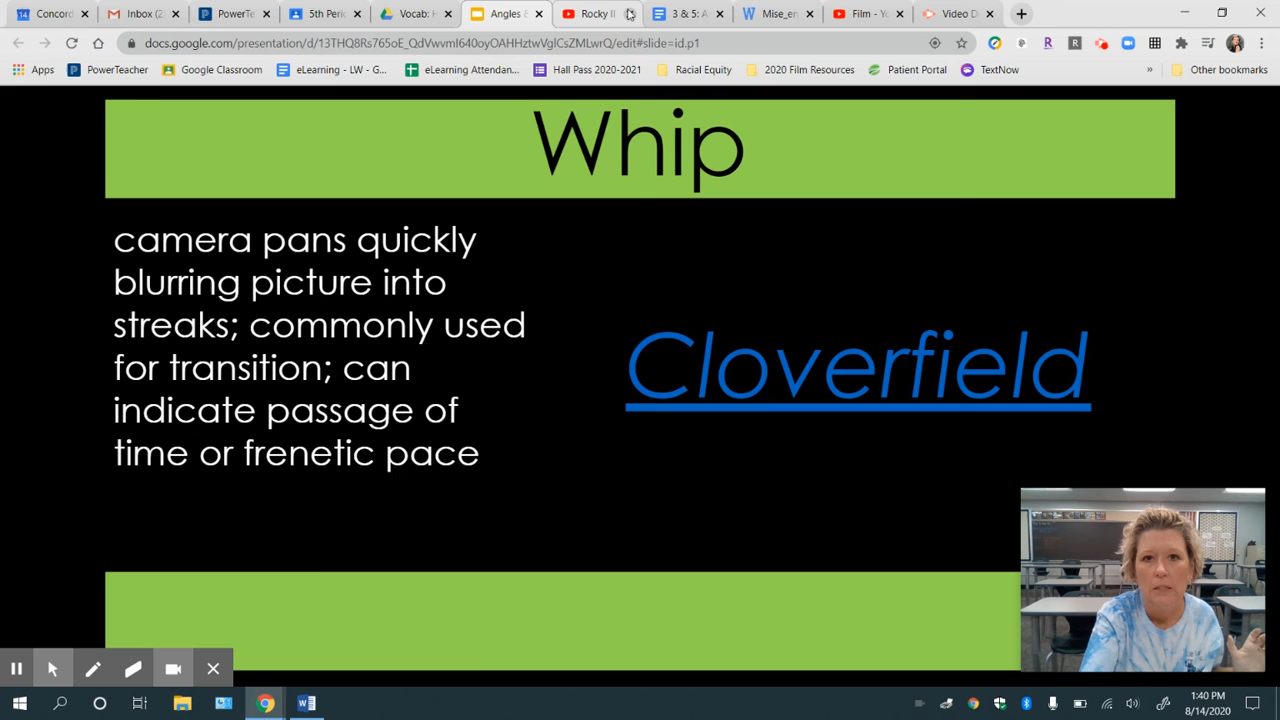 Concord
Inbox (2
PowerTe
5th Peri
Vocab: H
Angles &
Rocky II
3 & 5: A
Mise_en
Film - Yo
Video D
docs.google.com/presentation/d/13THQ8Rs765oE_QdVwvmI640oyOAHHztwVglCsZMLwrQ/edit#slide=id.p1
Apps
PowerTeacher
Google Classroom
eLearning - LW - G...
eLearning Attendan...
Hall Pass 2020-2021
Racial Equity
2020 Film Resources
Patient Portal
TextNow
»
Other bookmarks
Whip
camera pans quickly
blurring picture into
streaks; commonly used
for transition; can
indicate passage of
time or frenetic pace
Cloverfield
1:40 PM
8/14/2020